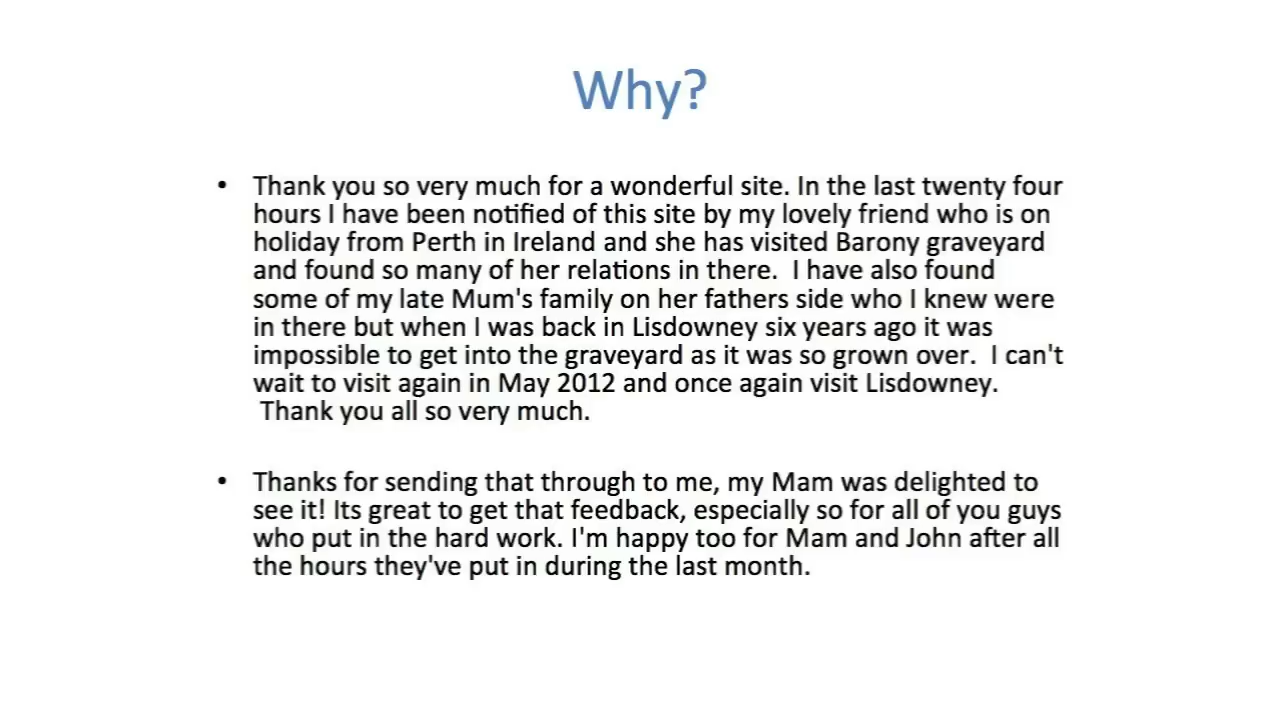 Why?
• Thank you so very much for a wonderful site. In the last twenty four
hours I have been notified of this site by my lovely friend who is on
holiday from Perth in Ireland and she has visited Barony graveyard
and found so many of her relations in there.  I have also found
some of my late Mum's family on her fathers side who I knew were
in there but when I was back in Lisdowney six years ago it was
impossible to get into the graveyard as it was so grown over.  I can't
wait to visit again in May 2012 and once again visit Lisdowney.
Thank you all so very much.
• Thanks for sending that through to me, my Mam was delighted to
see it! Its great to get that feedback, especially so for all of you guys
who put in the hard work. I'm happy too for Mam and John after all
the hours they've put in during the last month.